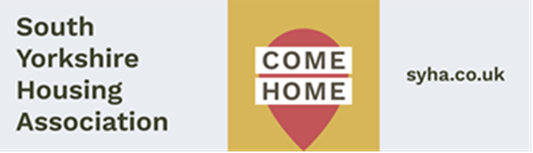 South
Yorkshire
Housing
Association
COME
HOME
syha.co.uk